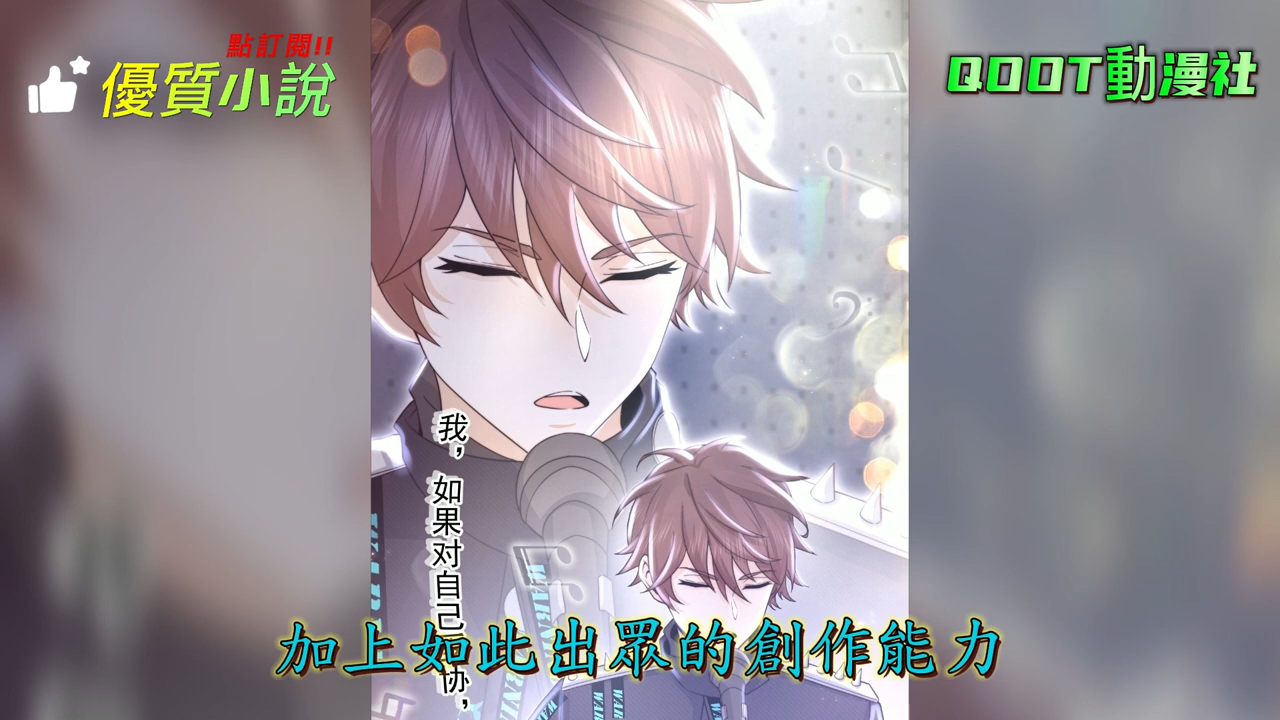 點訂閱!!
優質小說
QOOT動漫社
我，如果对自己
协，
加上如此出眾的創作能力